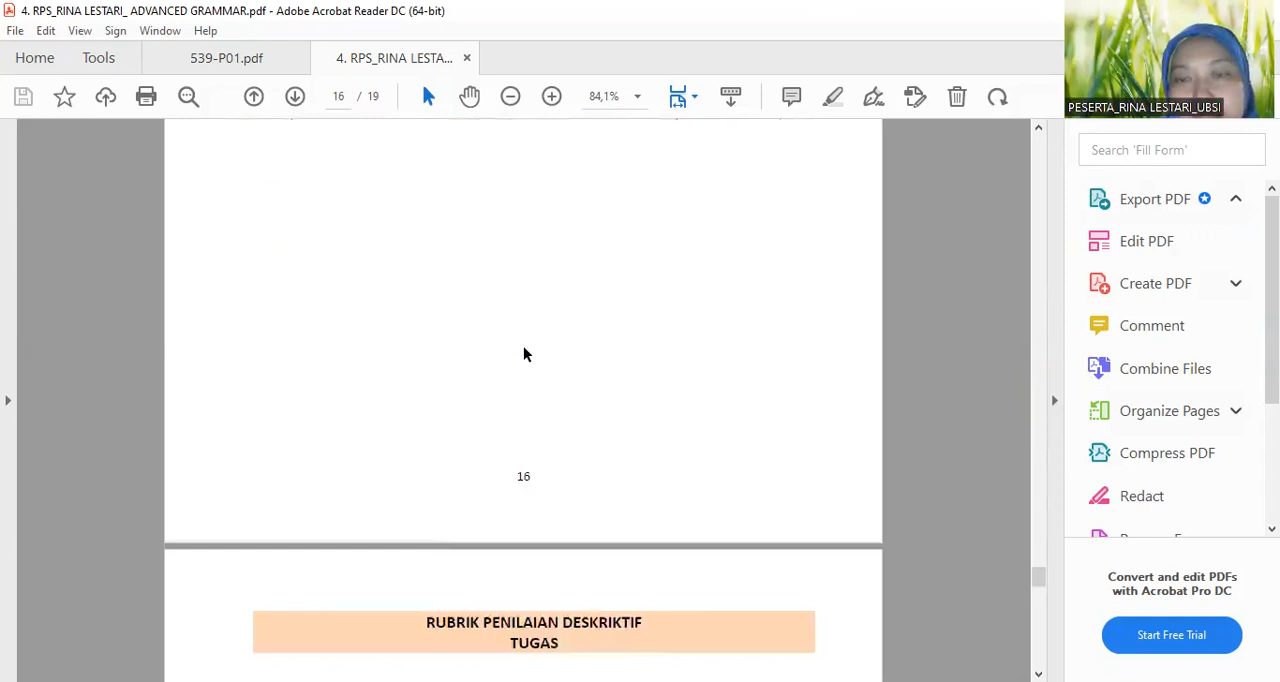 4. RPS_RINA LESTARI_ ADVANCED GRAMMAR.pdf - Adobe Acrobat Reader DC (64-bit)
File Edit View Sign Window Help
Home Tools 539-P01.pdf 4. RPS_RINA LESTA... ×
16 / 19 84,1%
PESERTA_RINA LESTARI_UBSI
Search 'Fill Form'
Export PDF
Edit PDF
Create PDF
Comment
Combine Files
Organize Pages
Compress PDF
Redact
16
Convert and edit PDFs
with Acrobat Pro DC
Start Free Trial
RUBRIK PENILAIAN DESKRIKTIF
TUGAS